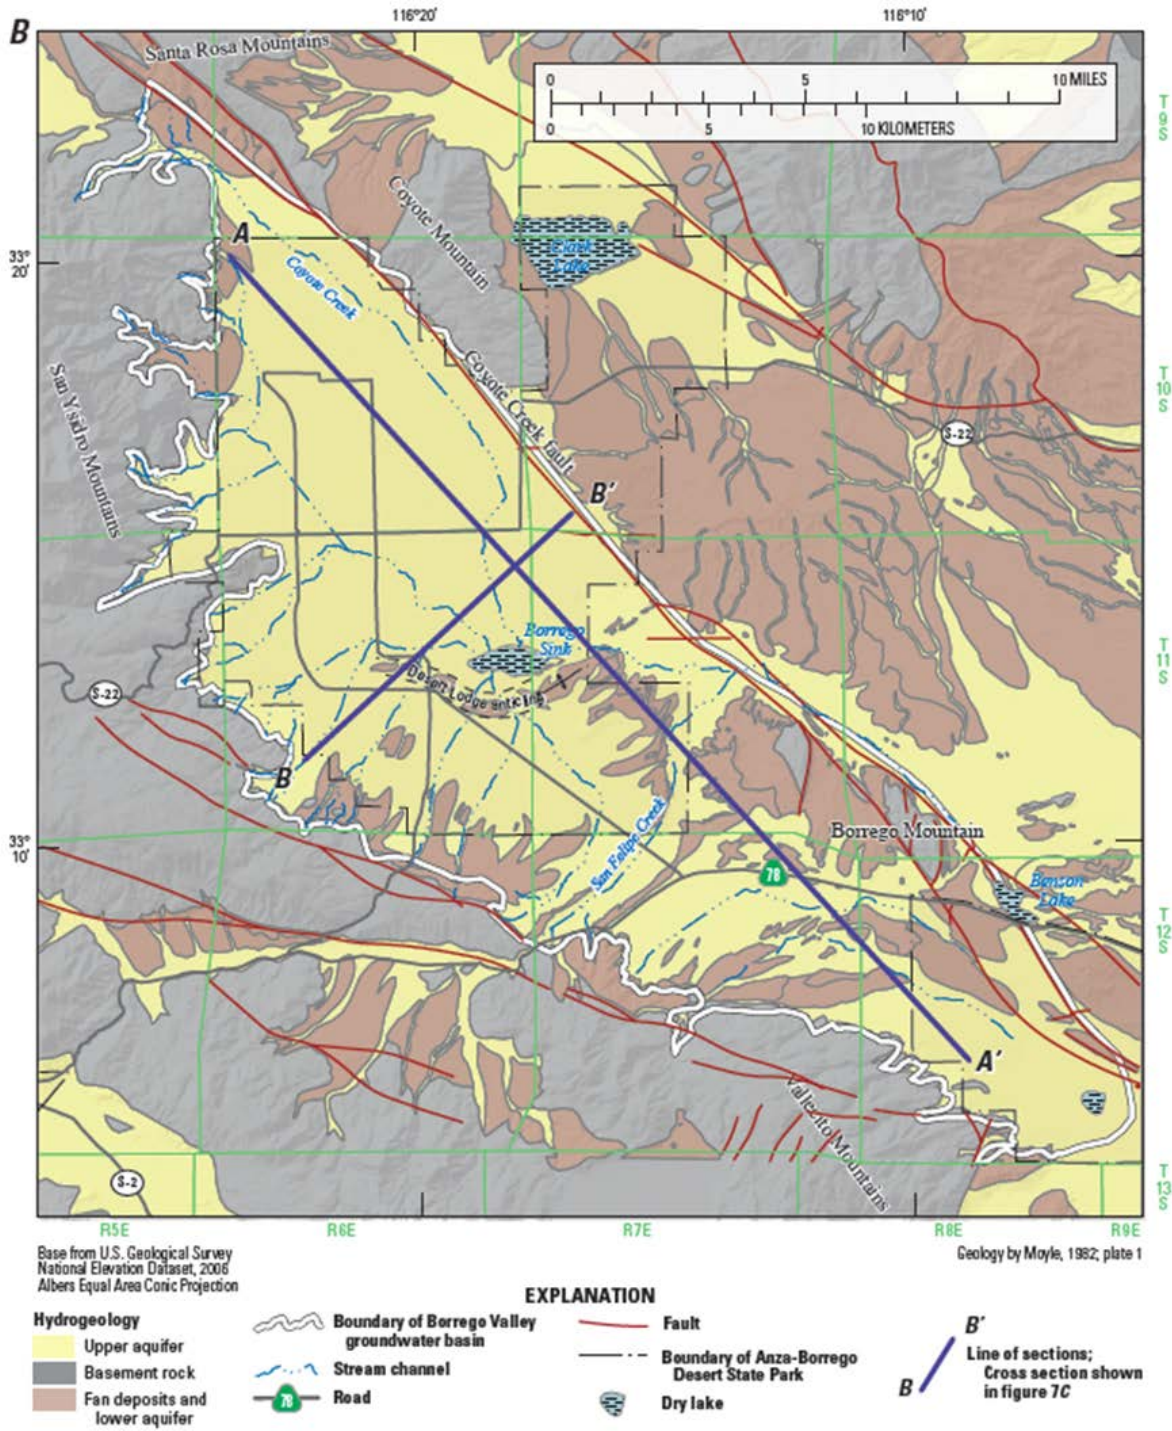 B
116°20'
116°10'
Santa Rosa Mountains
0 5 10 MILES
0 5 10 KILOMETERS
T
9
S
Coyote Mountain
A
33°
20'
Coyote Creek
Clark
Lake
San Ysidro Mountains
Coyote Creek fault
T
10
S
S-22
B'
Borrego
Sink
T
11
S
S-22
Desert Lodge anticline
B
San Felipe Creek
Borrego Mountain
33°
10'
78
Benson
Lake
T
12
S
A'
Vallecito Mountains
S-2
T
13
S
R5E R6E R7E R8E R9E
Base from U.S. Geological Survey
National Elevation Dataset, 2006
Albers Equal Area Conic Projection
Geology by Moyle, 1982; plate 1
EXPLANATION
Hydrogeology
Upper aquifer
Basement rock
Fan deposits and
lower aquifer
Boundary of Borrego Valley
groundwater basin
Stream channel
78
Road
Fault
Boundary of Anza-Borrego
Desert State Park
Dry lake
B'
B
Line of sections;
Cross section shown
in figure 7C